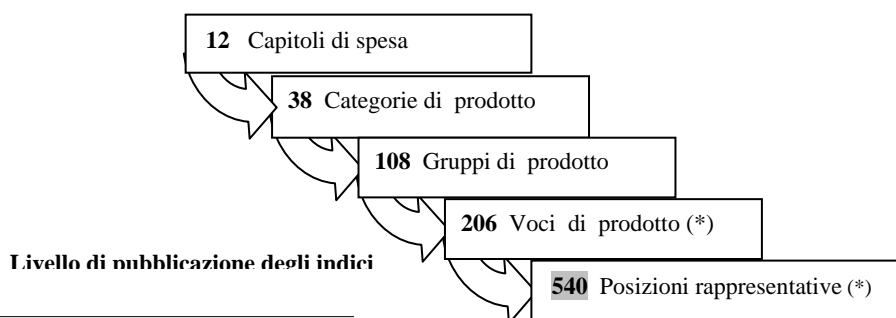 12 Capitoli di spesa
38 Categorie di prodotto
108 Gruppi di prodotto
206 Voci di prodotto (*)
Livello di pubblicazione degli indici
540 Posizioni rappresentative (*)